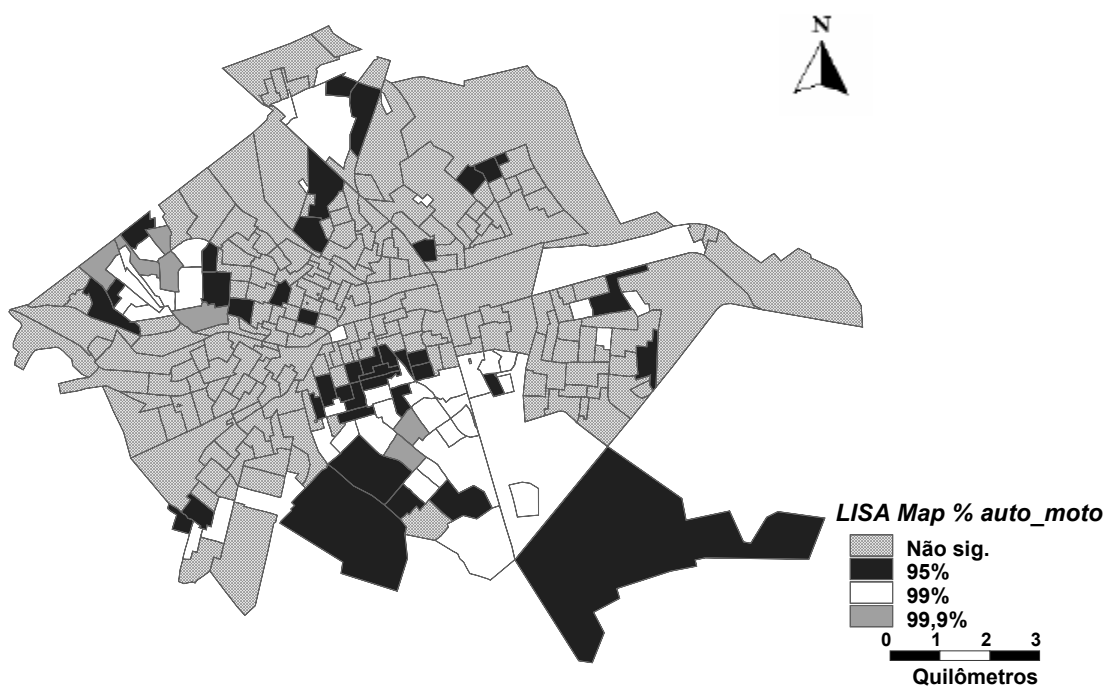 N
LISA Map % auto_moto
Não sig.
95%
99%
99,9%
0 1 2 3
Quilômetros